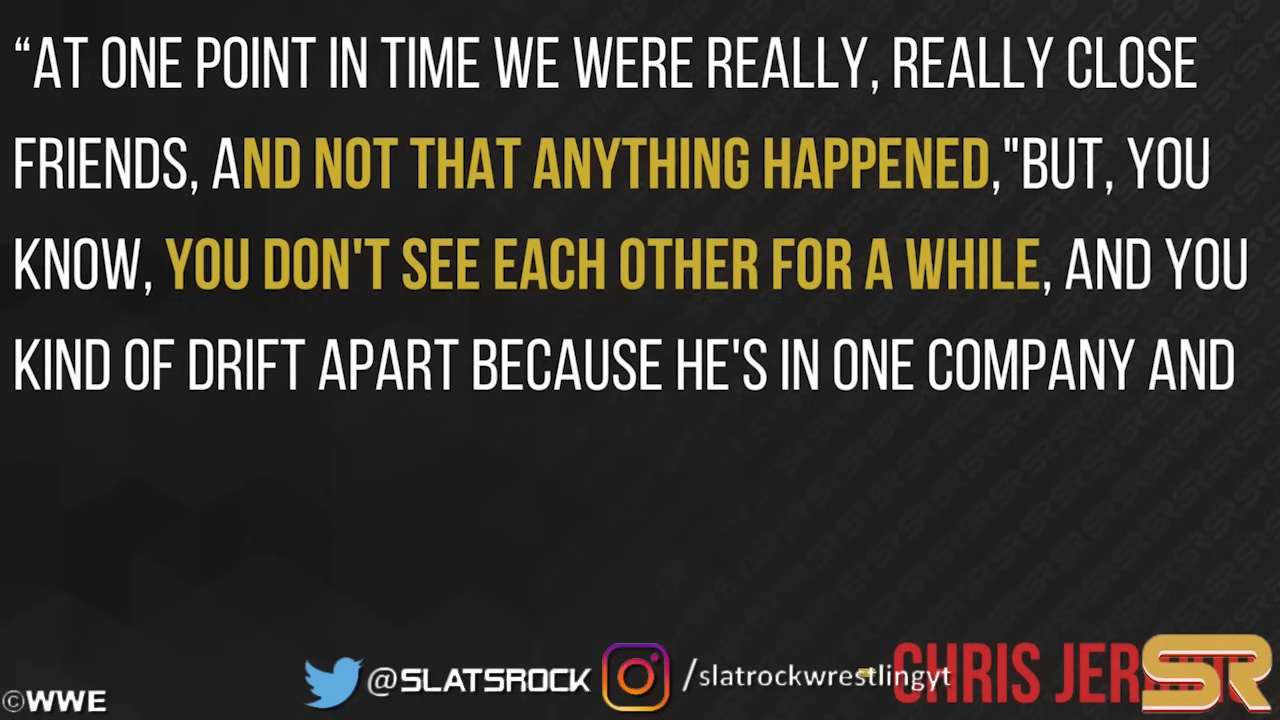 “AT ONE POINT IN TIME WE WERE REALLY, REALLY CLOSE
FRIENDS, AND NOT THAT ANYTHING HAPPENED,"BUT, YOU
KNOW, YOU DON'T SEE EACH OTHER FOR A WHILE, AND YOU
KIND OF DRIFT APART BECAUSE HE'S IN ONE COMPANY AND
©WWE @SLATSROCK /slatrockwrestlingyt - CHRIS SR